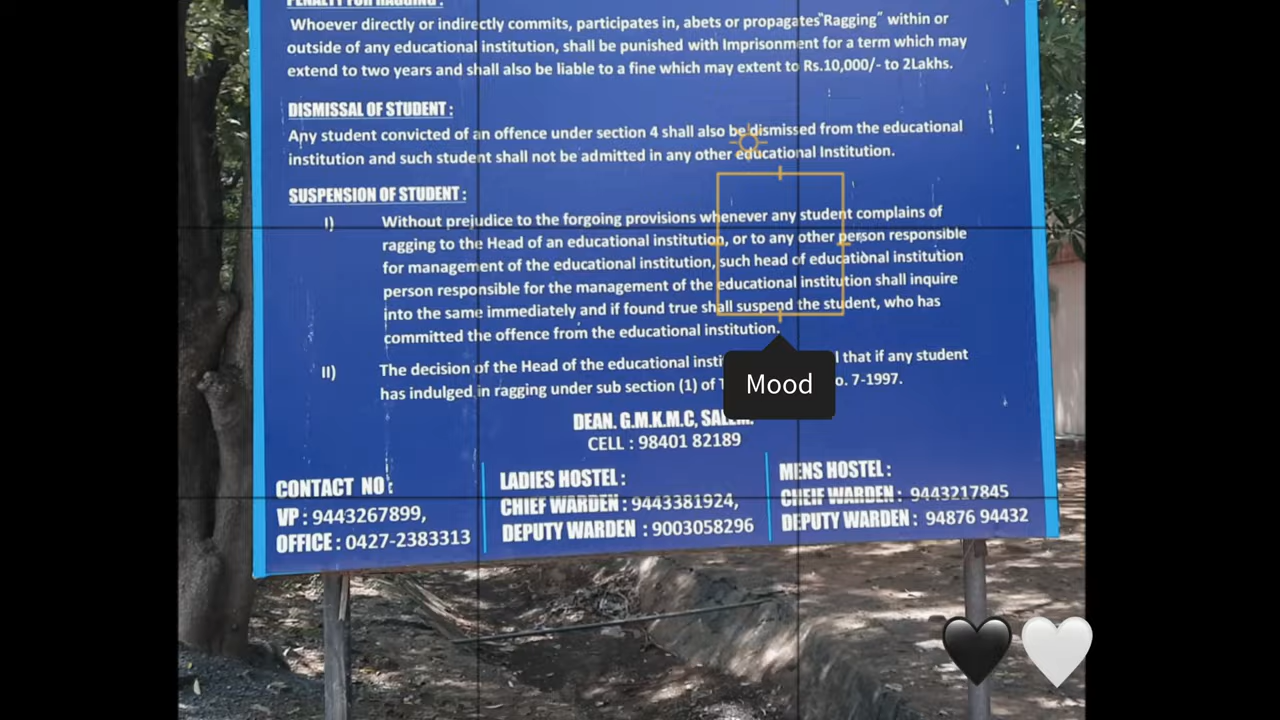 PENALTY FOR RAGGING :
Whoever directly or indirectly commits, participates in, abets or propagates "Ragging" within or
outside of any educational institution, shall be punished with Imprisonment for a term which may
extend to two years and shall also be liable to a fine which may extent to Rs.10,000/- to 2Lakhs.
DISMISSAL OF STUDENT :
Any student convicted of an offence under section 4 shall also be dismissed from the educational
institution and such student shall not be admitted in any other educational Institution.
SUSPENSION OF STUDENT :
I) Without prejudice to the forgoing provisions whenever any student complains of
ragging to the Head of an educational institution, or to any other person responsible
for management of the educational institution, such head of educational institution
person responsible for the management of the educational institution shall inquire
into the same immediately and if found true shall suspend the student, who has
committed the offence from the educational institution.
II) The decision of the Head of the educational that if any student
has indulged in ragging under sub section (1) of 7-1997.
Mood
DEAN. G.M.K.M.C, SALEM.
CELL : 98401 82189
CONTACT NO :
VP : 9443267899,
OFFICE : 0427-2383313
LADIES HOSTEL :
CHIEF WARDEN : 9443381924,
DEPUTY WARDEN : 9003058296
MENS HOSTEL :
CHEIF WARDEN : 9443217845
DEPUTY WARDEN : 94876 94432